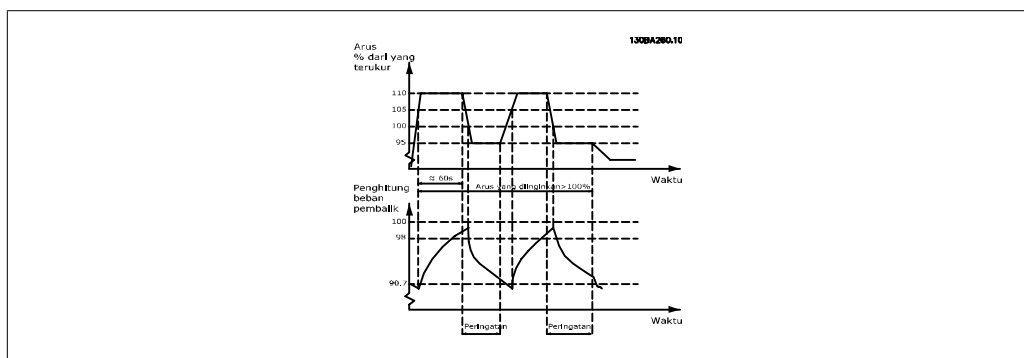 130BA260.10
Arus
% dari yang
terukur
110
105
100
95
Waktu
≈ 60s
Arus yang diinginkan>100%
Penghitung
beban
pembalik
100
98
90.7
Waktu
Peringatan
Peringatan